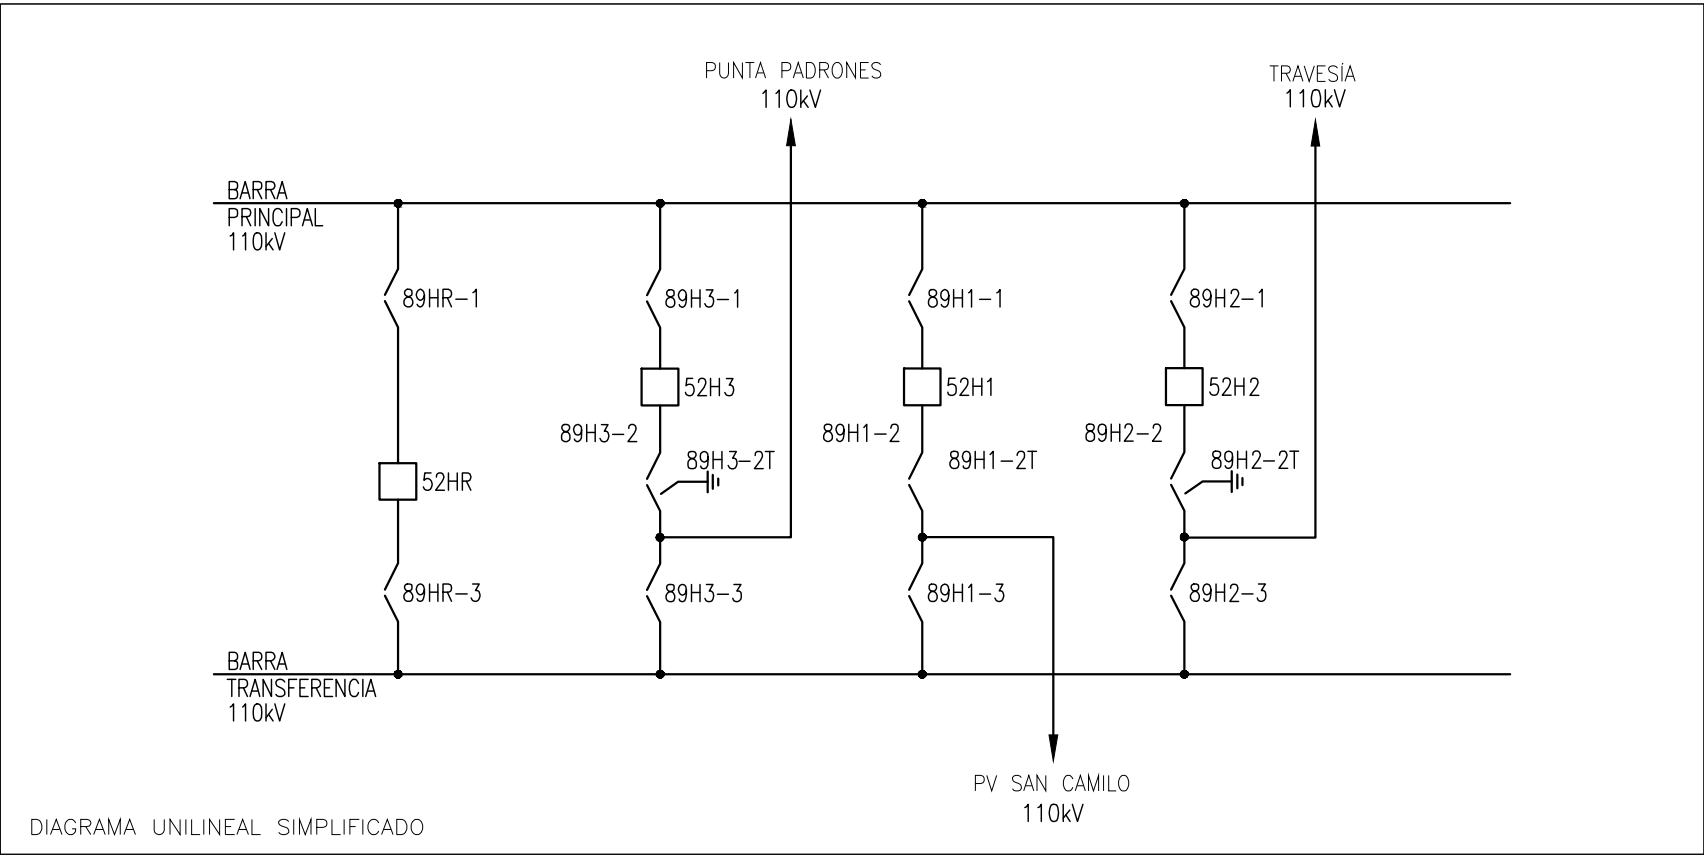 PUNTA PADRONES
110kV
TRAVESÍA
110kV
BARRA
PRINCIPAL
110kV
89HR-1
89H3-1
89H1-1
89H2-1
52H3
52H1
52H2
89H3-2
89H1-2
89H2-2
89H3-2T
89H1-2T
89H2-2T
52HR
89HR-3
89H3-3
89H1-3
89H2-3
BARRA
TRANSFERENCIA
110kV
PV SAN CAMILO
110kV
DIAGRAMA UNILINEAL SIMPLIFICADO